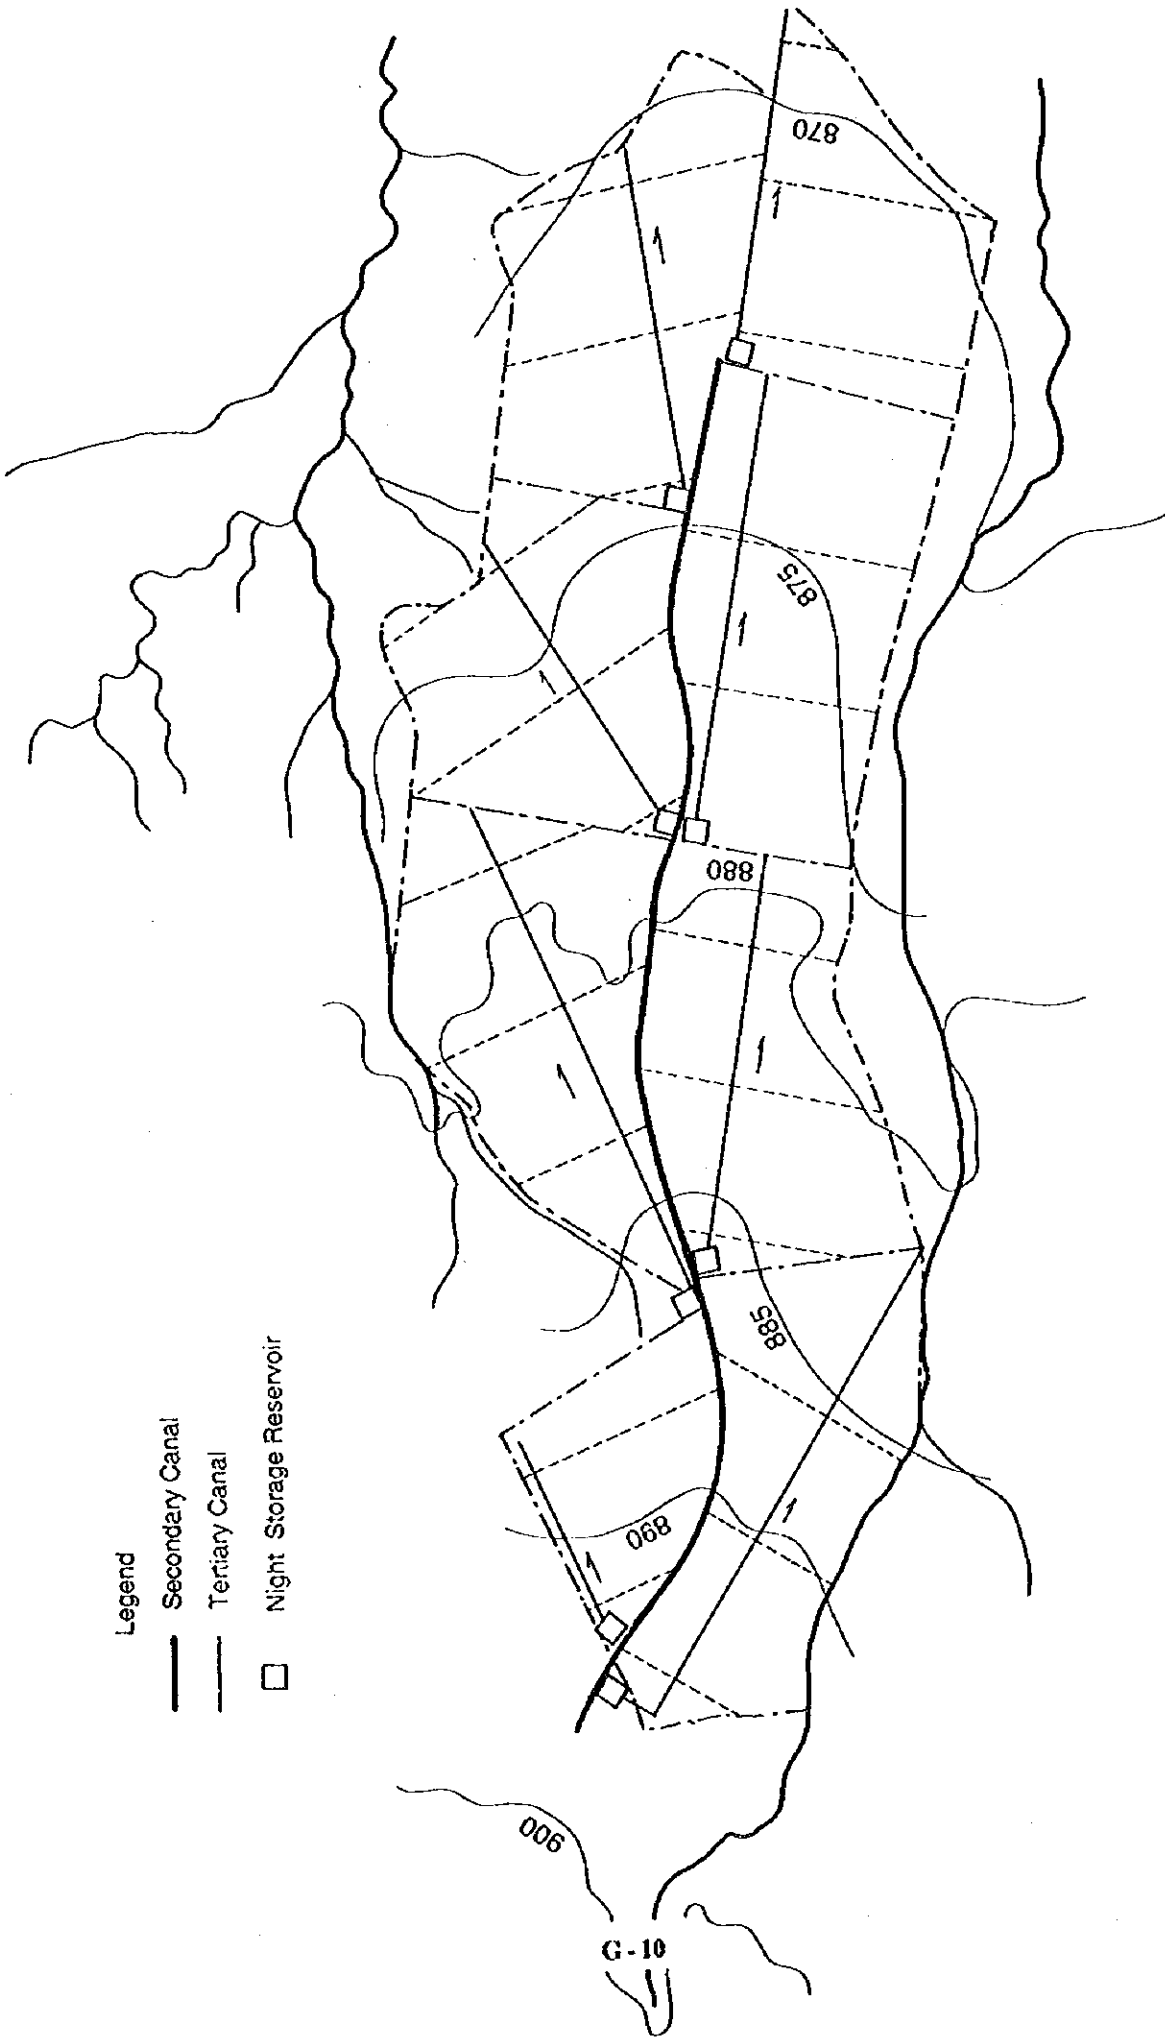 Legend
Secondary Canal
Tertiary Canal
Night Storage Reservoir
870
875
880
885
890
900
G - 10